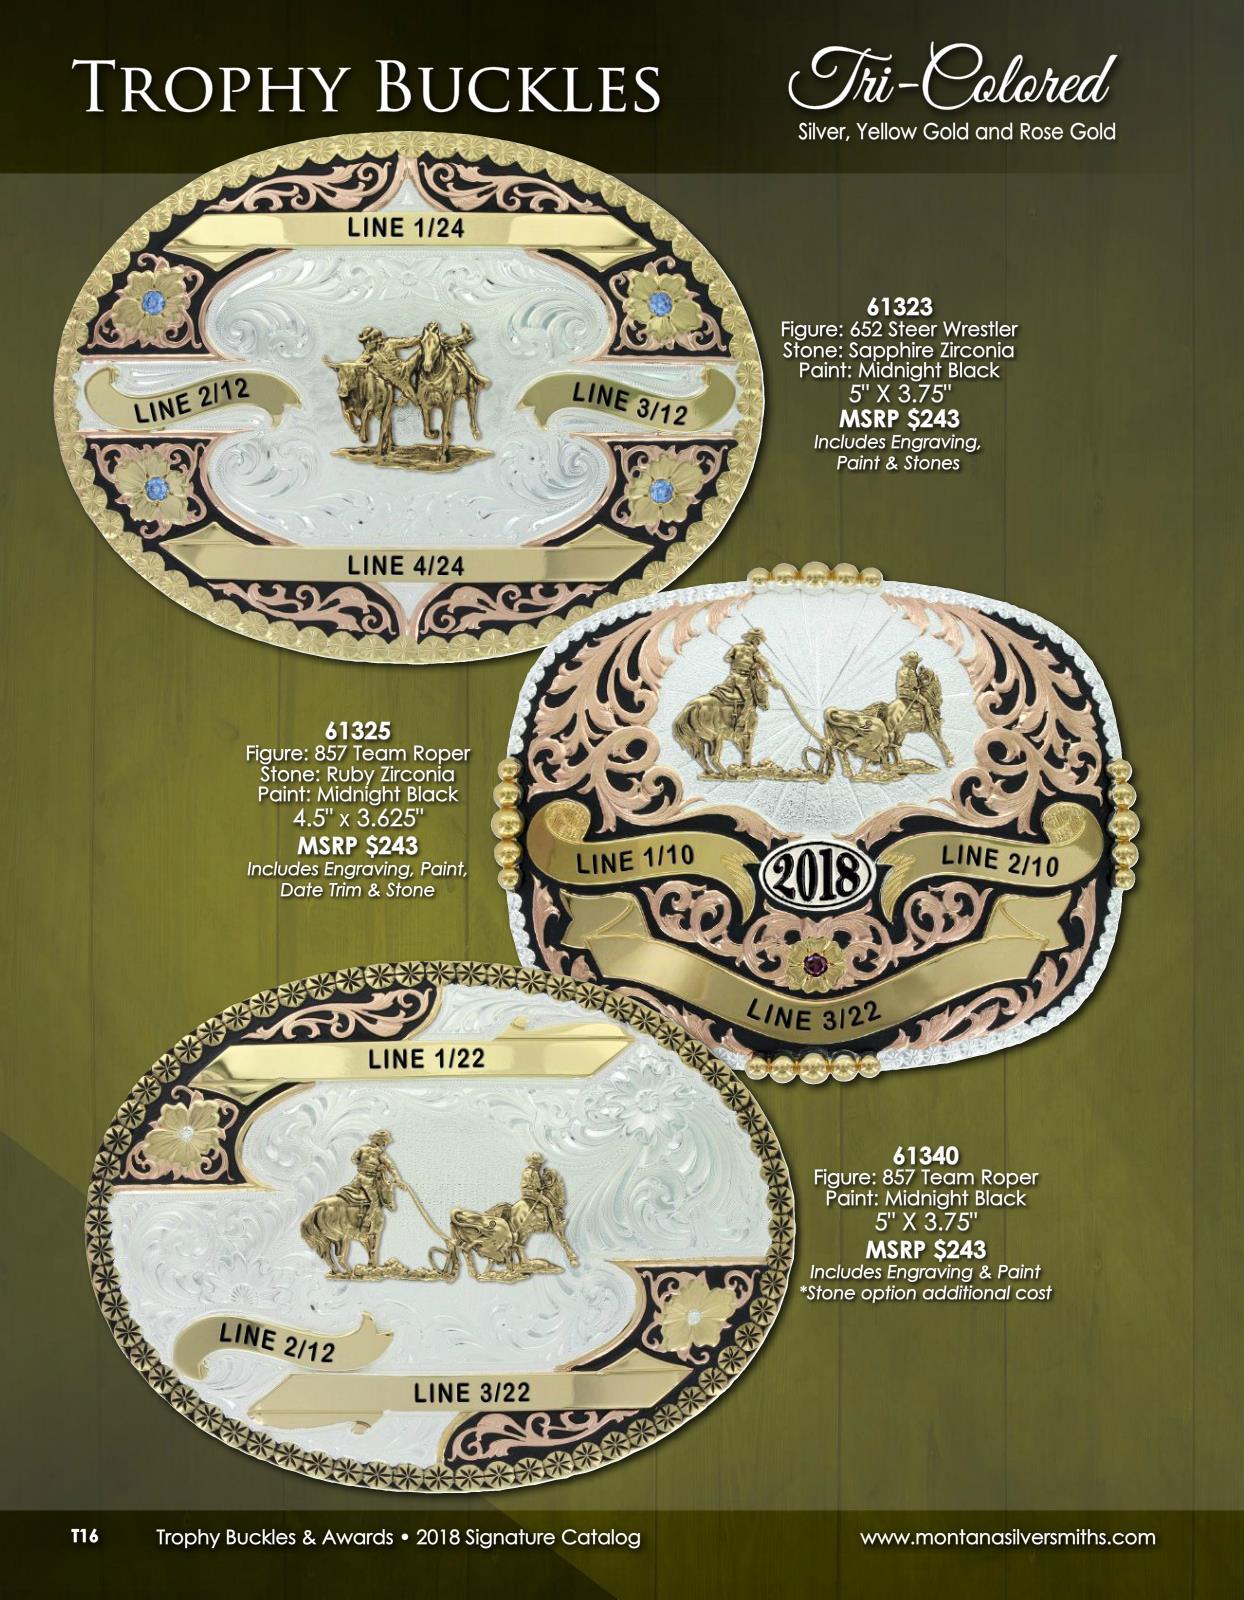 TROPHY BUCKLES
Tri-Colored
Silver, Yellow Gold and Rose Gold
LINE 1/24
LINE 2/12
LINE 3/12
LINE 4/24
61323
Figure: 652 Steer Wrestler
Stone: Sapphire Zirconia
Paint: Midnight Black
5" X 3.75"
MSRP $243
Includes Engraving,
Paint & Stones
61325
Figure: 857 Team Roper
Stone: Ruby Zirconia
Paint: Midnight Black
4.5" x 3.625"
MSRP $243
Includes Engraving, Paint,
Date Trim & Stone
LINE 1/10
2018
LINE 2/10
LINE 3/22
LINE 1/22
LINE 2/12
LINE 3/22
61340
Figure: 857 Team Roper
Paint: Midnight Black
5" X 3.75"
MSRP $243
Includes Engraving & Paint
*Stone option additional cost
T16
Trophy Buckles & Awards • 2018 Signature Catalog
www.montanasilversmiths.com